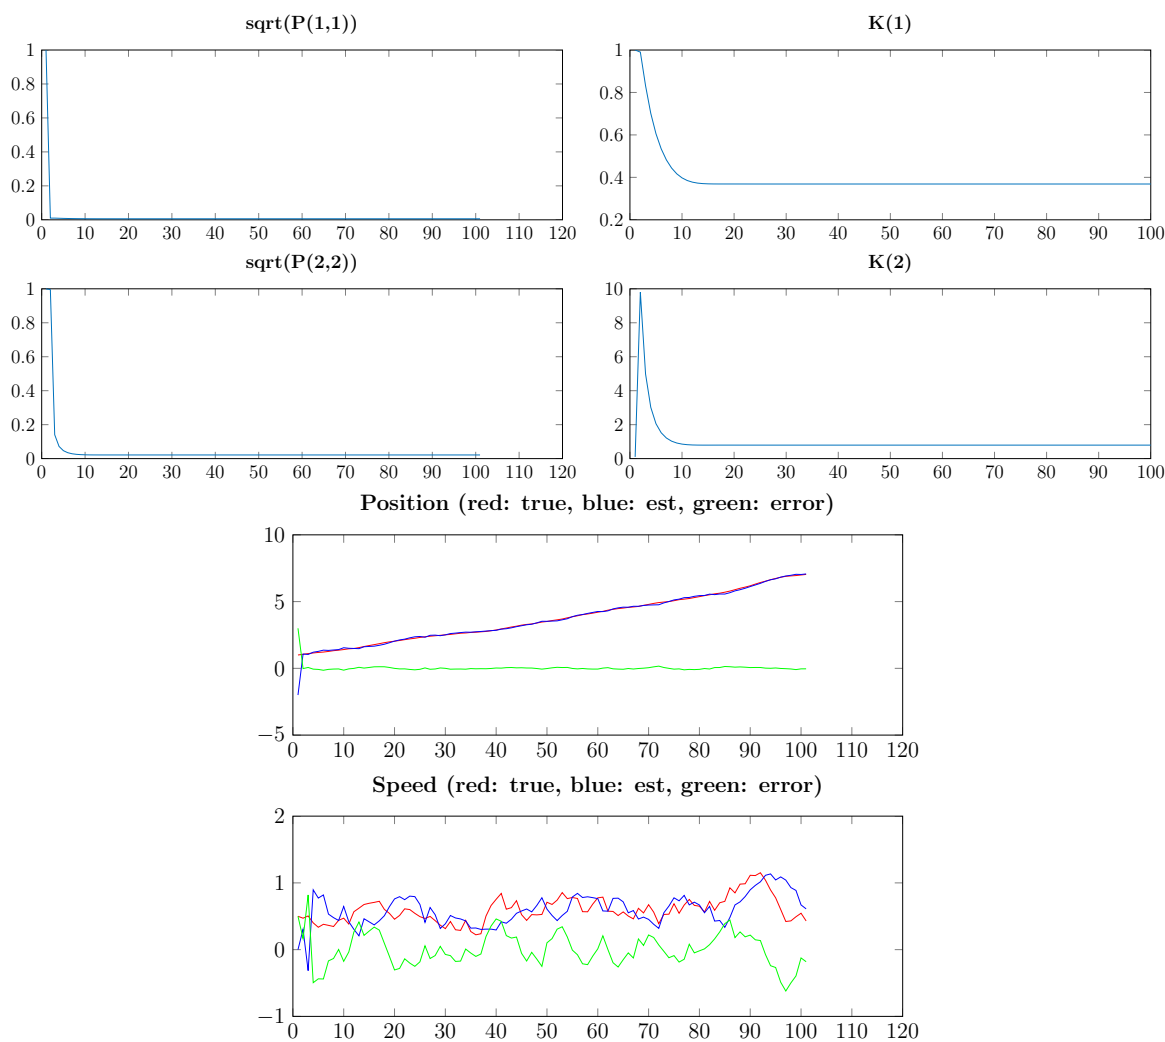 sqrt(P(1,1))
1
0.8
0.6
0.4
0.2
0
0 10 20 30 40 50 60 70 80 90 100 110 120
K(1)
1
0.8
0.6
0.4
0.2
0 10 20 30 40 50 60 70 80 90 100
sqrt(P(2,2))
1
0.8
0.6
0.4
0.2
0
0 10 20 30 40 50 60 70 80 90 100 110 120
K(2)
10
8
6
4
2
0
0 10 20 30 40 50 60 70 80 90 100
Position (red: true, blue: est, green: error)
10
5
0
−5
0 10 20 30 40 50 60 70 80 90 100 110 120
Speed (red: true, blue: est, green: error)
2
1
0
−1
0 10 20 30 40 50 60 70 80 90 100 110 120